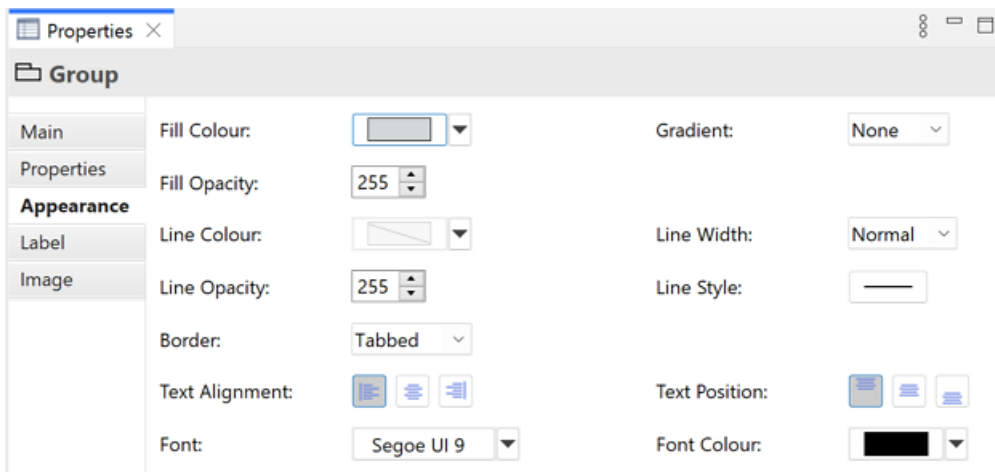 Properties
Group
Main
Properties
Appearance
Label
Image
Fill Colour:
Gradient: None
Fill Opacity: 255
Line Colour:
Line Width: Normal
Line Opacity: 255
Line Style:
Border: Tabbed
Text Alignment:
Text Position:
Font: Segoe UI 9
Font Colour: